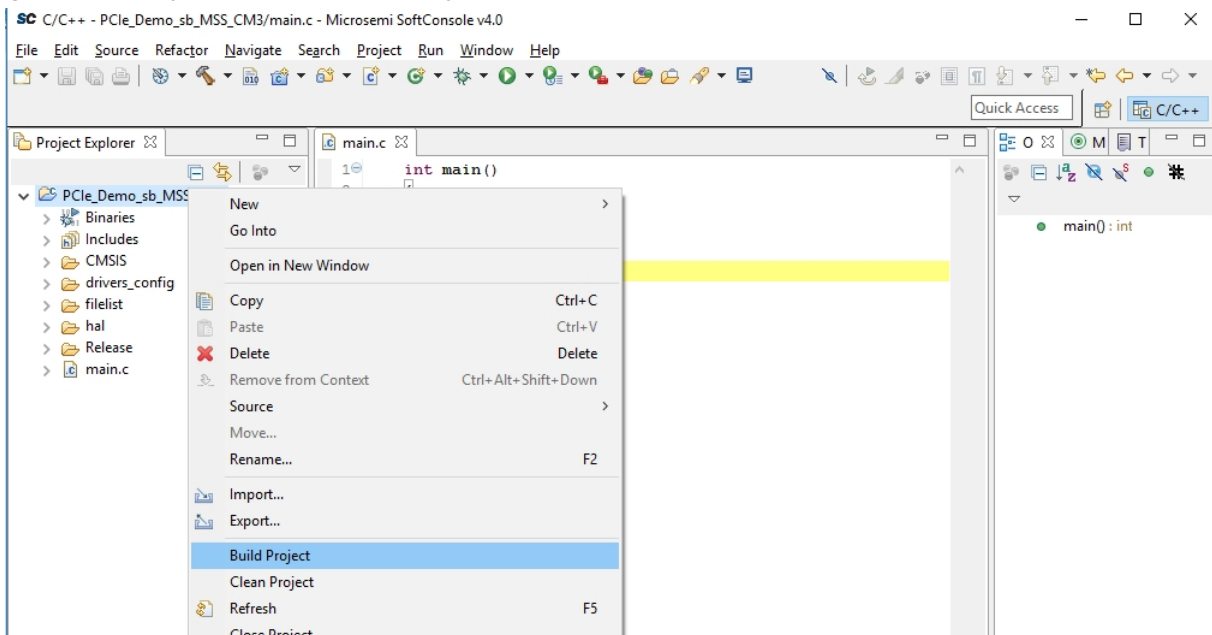 SC C/C++ - PCIe_Demo_sb_MSS_CM3/main.c - Microsemi SoftConsole v4.0
File Edit Source Refactor Navigate Search Project Run Window Help
Quick Access
C/C++
Project Explorer
main.c
O
M
T
1 int main()
PCIe_Demo_sb_MSS
Binaries
Includes
CMSIS
drivers_config
filelist
hal
Release
main.c
New
Go Into
Open in New Window
Copy Ctrl+C
Paste Ctrl+V
Delete Delete
Remove from Context Ctrl+Alt+Shift+Down
Source
Move...
Rename... F2
Import...
Export...
Build Project
Clean Project
Refresh F5
Close Project
main() : int